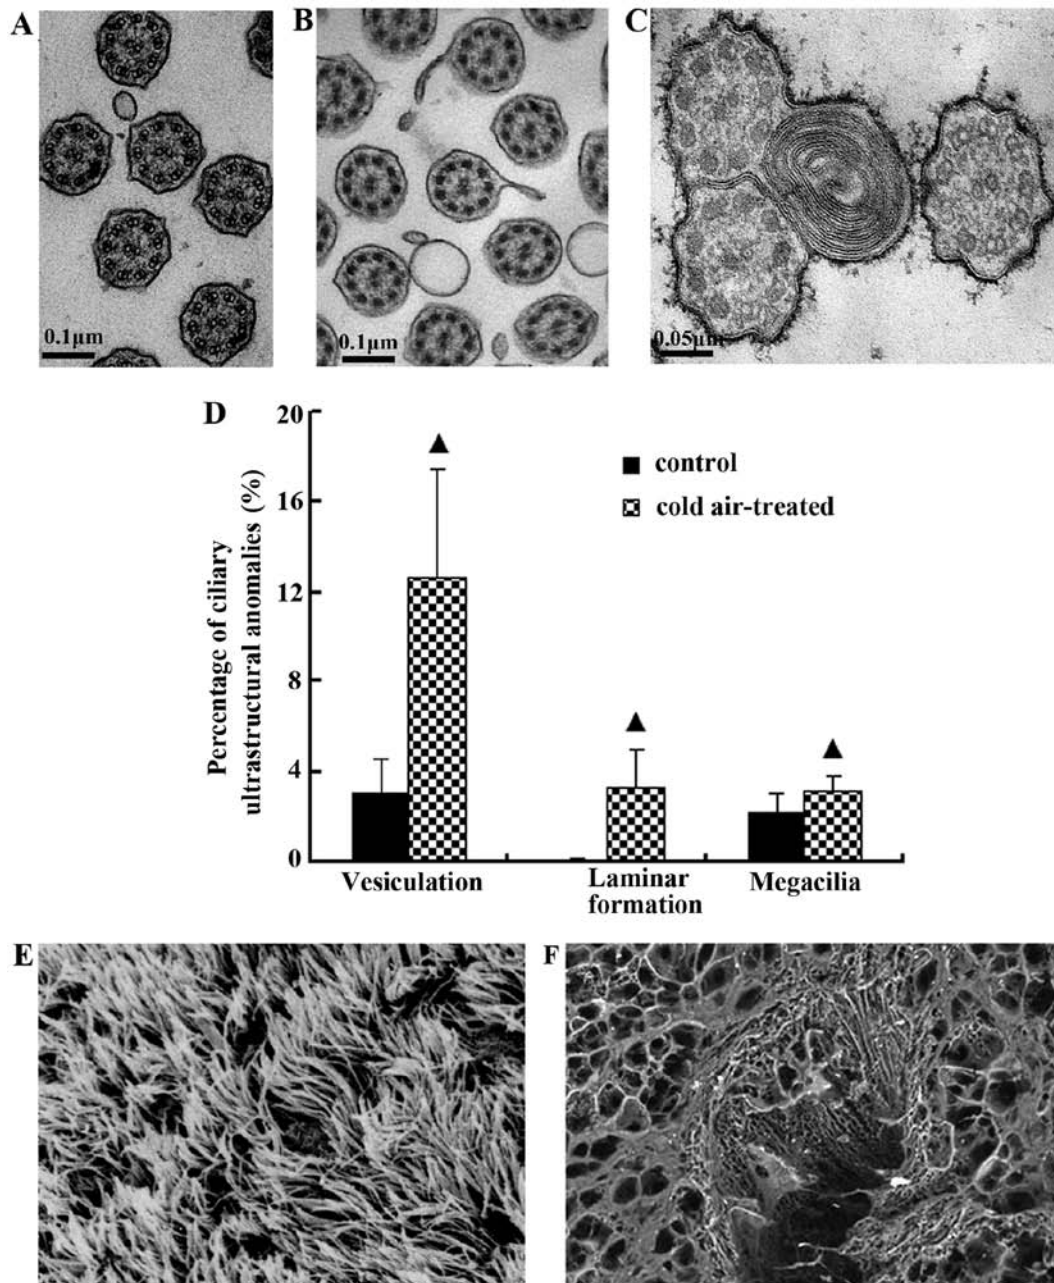 A
B
C
0.1μm
0.1μm
0.05μm
D
20
16
12
8
4
0
Percentage of ciliary
ultrastructural anomalies (%)
control
cold air-treated
Vesiculation
Laminar
formation
Megacilia
E
F